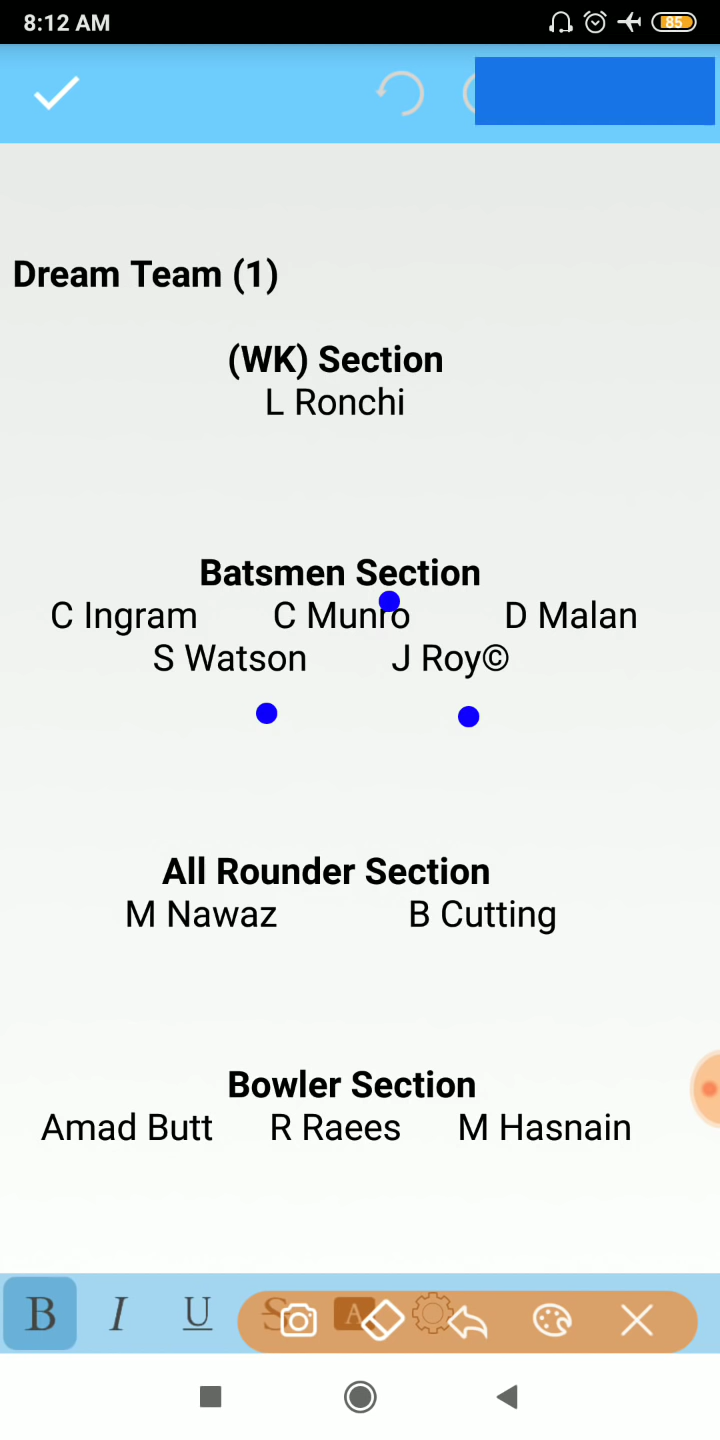 8:12 AM
85
Dream Team (1)
(WK) Section
L Ronchi
Batsmen Section
C Ingram C Munro D Malan
S Watson J Roy©
All Rounder Section
M Nawaz B Cutting
Bowler Section
Amad Butt R Raees M Hasnain
B I U S A